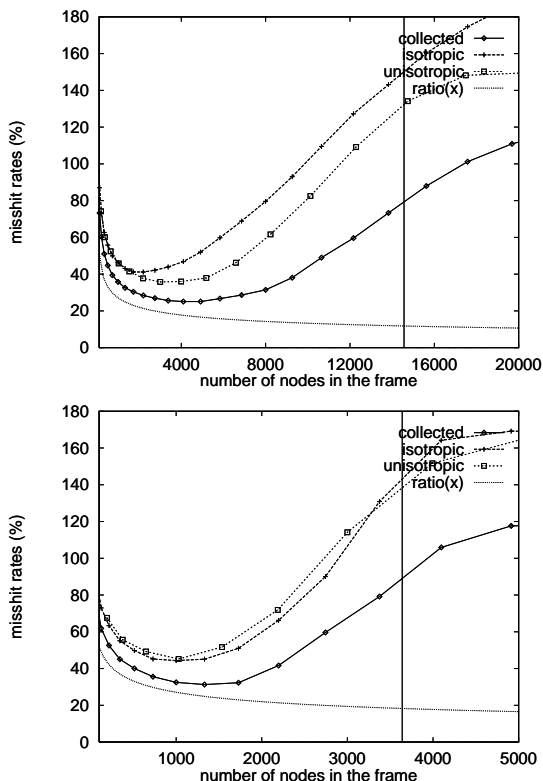 180
160
140
120
100
80
60
40
20
0
misshit rates (%)
collected
isotropic
unisotropic
ratio(x)
4000 8000 12000 16000 20000
number of nodes in the frame
180
160
140
120
100
80
60
40
20
0
misshit rates (%)
collected
isotropic
unisotropic
ratio(x)
1000 2000 3000 4000 5000
number of nodes in the frame